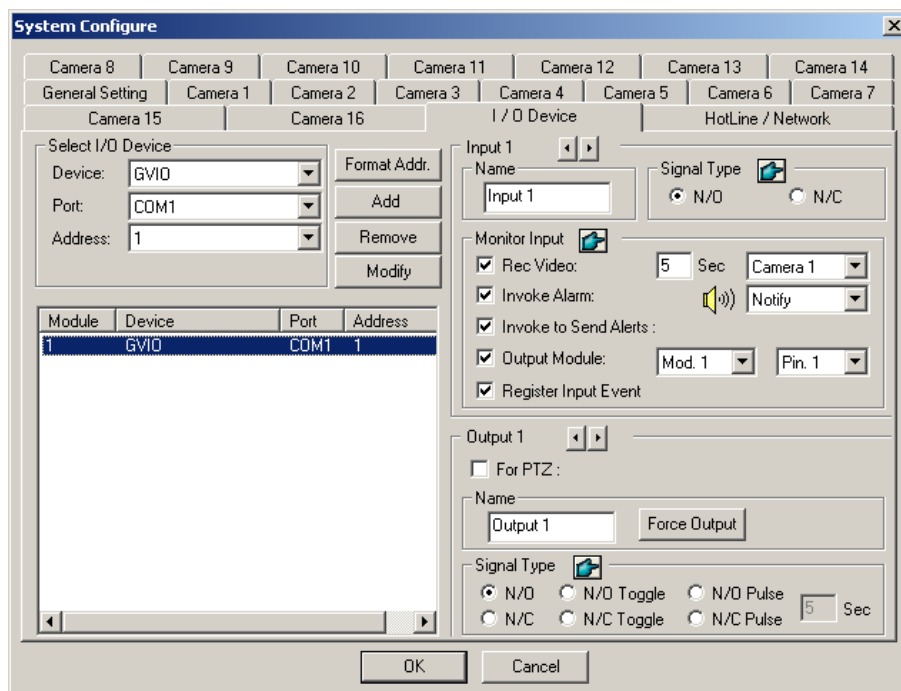 System Configure
Camera 8 Camera 9 Camera 10 Camera 11 Camera 12 Camera 13 Camera 14
General Setting Camera 1 Camera 2 Camera 3 Camera 4 Camera 5 Camera 6 Camera 7
Camera 15 Camera 16 I / O Device HotLine / Network
Select I/O Device
Device: GVIO
Port: COM1
Address: 1
Format Addr.
Add
Remove
Modify
Module Device Port Address
1 GVIO COM1 1
Input 1
Name
Input 1
Signal Type
N/O N/C
Monitor Input
Rec Video: 5 Sec Camera 1
Invoke Alarm: Notify
Invoke to Send Alerts :
Output Module: Mod. 1 Pin. 1
Register Input Event
Output 1
For PTZ :
Name
Output 1 Force Output
Signal Type
N/O N/O Toggle N/O Pulse
N/C N/C Toggle N/C Pulse
5 Sec
OK Cancel